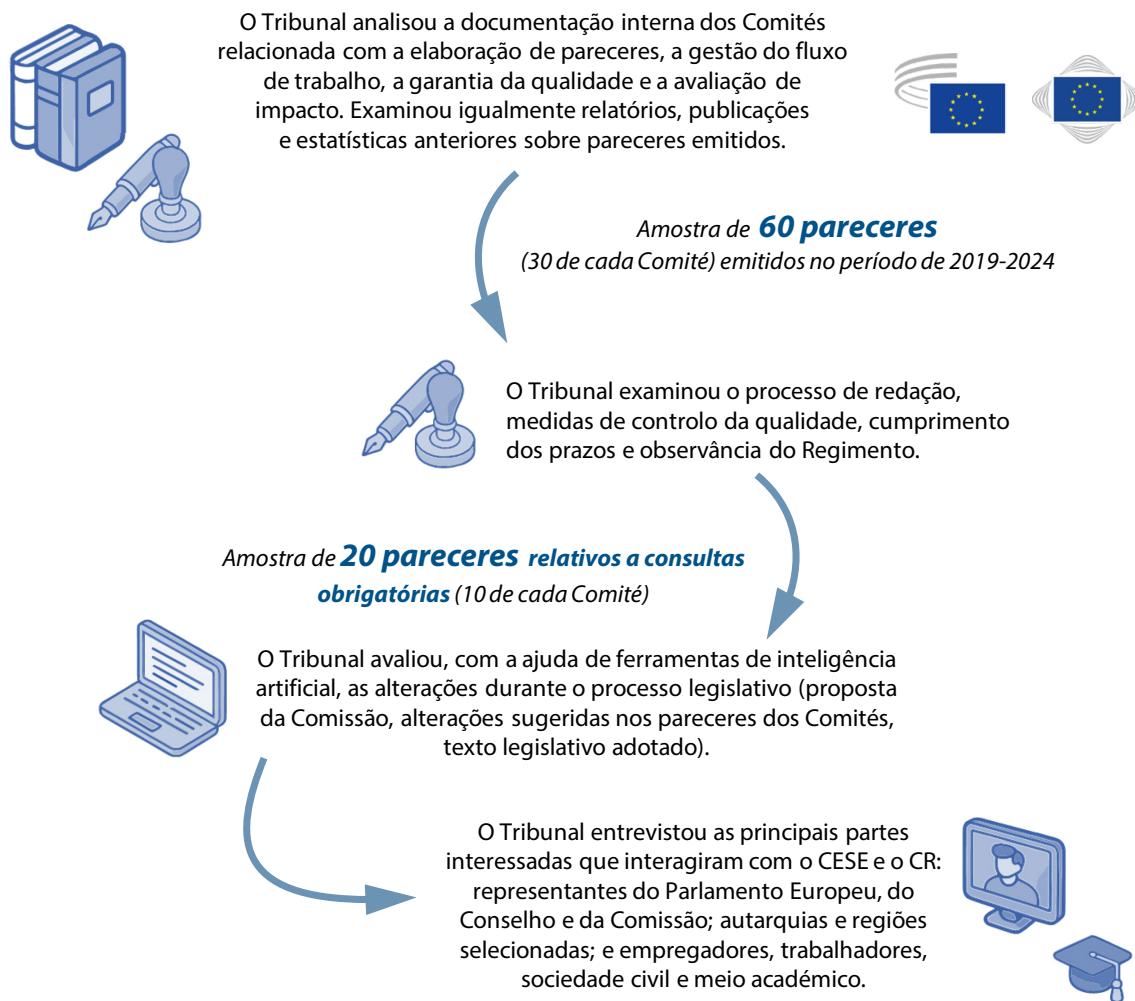 O Tribunal analisou a documentação interna dos Comités
relacionada com a elaboração de pareceres, a gestão do fluxo
de trabalho, a garantia da qualidade e a avaliação de
impacto. Examinou igualmente relatórios, publicações
e estatísticas anteriores sobre pareceres emitidos.
Amostra de 60 pareceres
(30 de cada Comité) emitidos no período de 2019-2024
O Tribunal examinou o processo de redação,
medidas de controlo da qualidade, cumprimento
dos prazos e observância do Regimento.
Amostra de 20 pareceres relativos a consultas
obrigatórias (10 de cada Comité)
O Tribunal avaliou, com a ajuda de ferramentas de inteligência
artificial, as alterações durante o processo legislativo (proposta
da Comissão, alterações sugeridas nos pareceres dos Comités,
texto legislativo adotado).
O Tribunal entrevistou as principais partes
interessadas que interagiram com o CESE e o CR:
representantes do Parlamento Europeu, do
Conselho e da Comissão; autarquias e regiões
selecionadas; e empregadores, trabalhadores,
sociedade civil e meio académico.